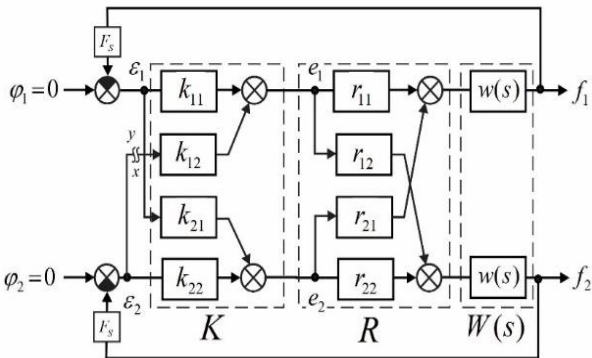 F_s
φ_1=0 ε_1 k_11 e_1 r_11 w(s) f_1
y k_12 r_12
x
k_21 r_21
φ_2=0 ε_2 k_22 e_2 r_22 w(s) f_2
F_s
K R W(s)